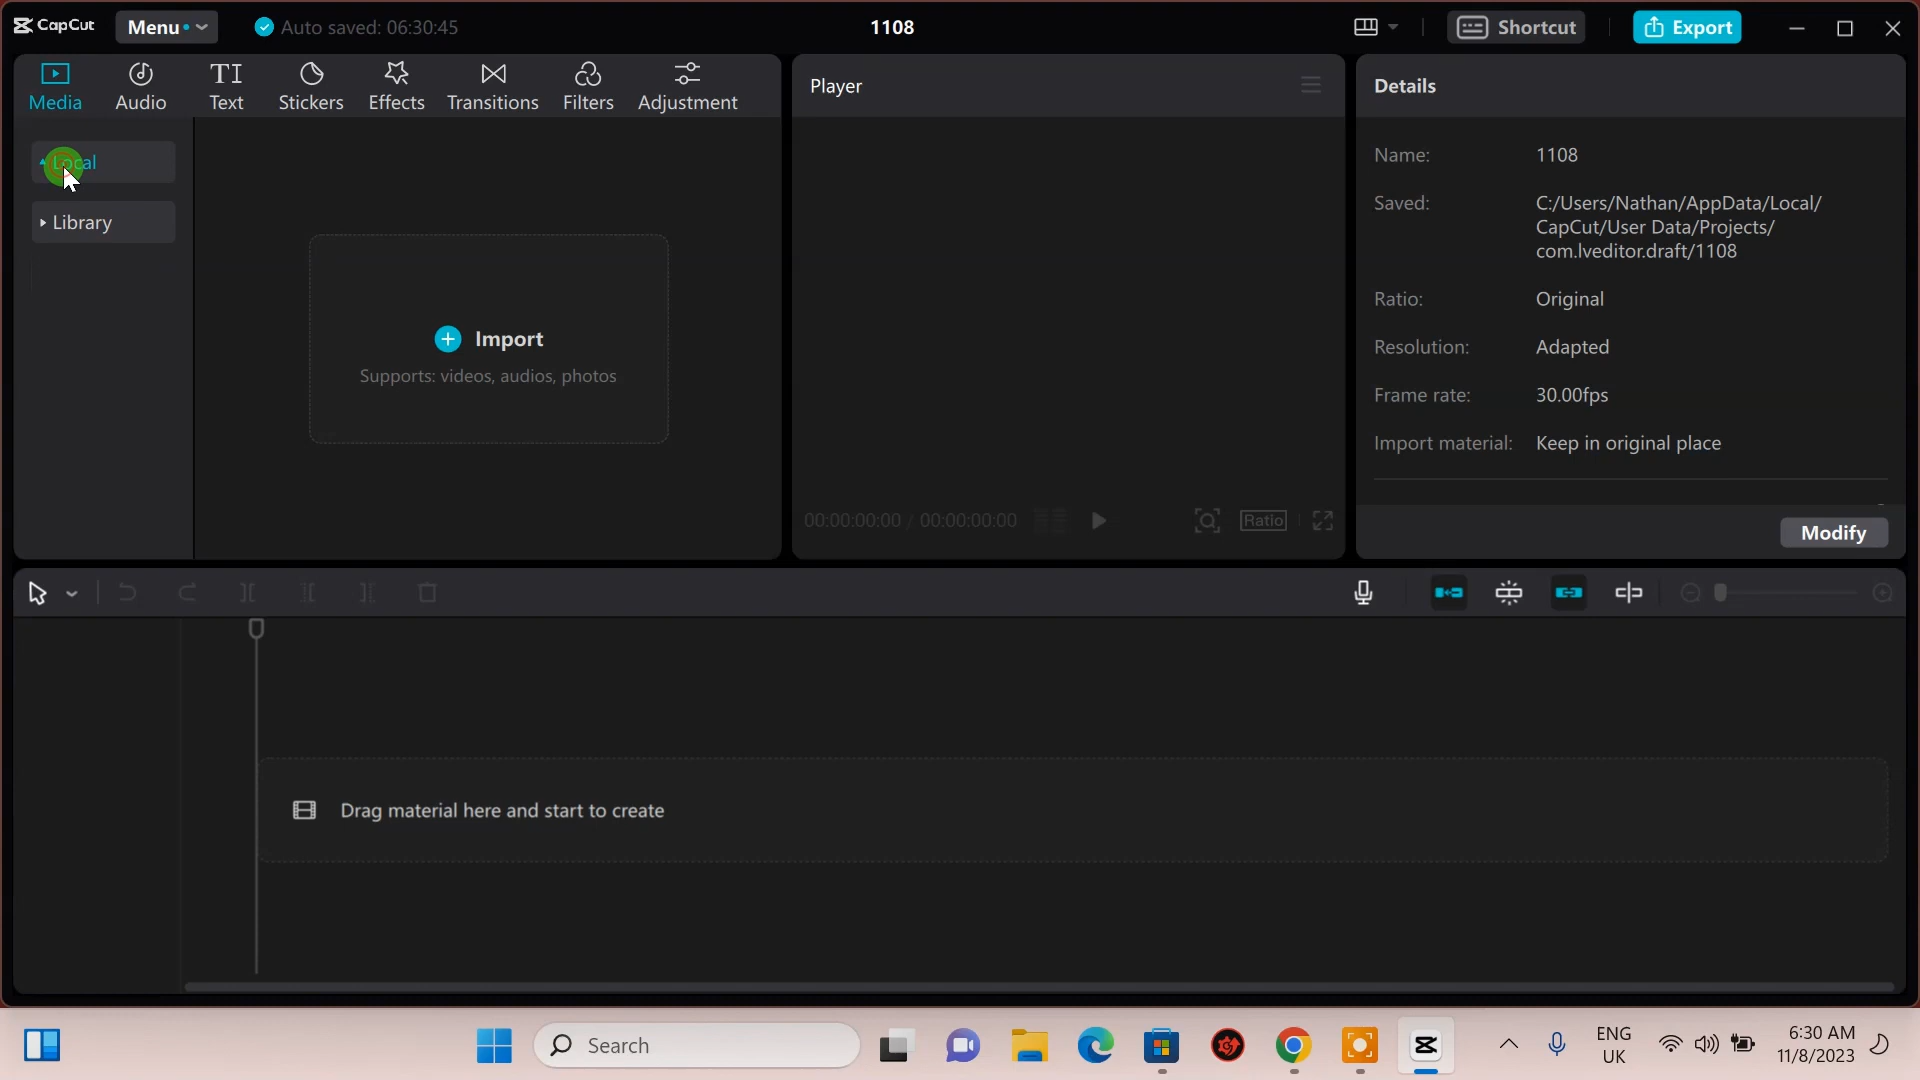 CapCut
Menu
Auto saved: 06:30:45
1108
Shortcut
Export
Media
Audio
TI
Text
Stickers
Effects
Transitions
Filters
Adjustment
Local
Library
Import
Supports: videos, audios, photos
Player
00:00:00:00 / 00:00:00:00
Ratio
Details
Name: 1108
Saved: C:/Users/Nathan/AppData/Local/
CapCut/User Data/Projects/
com.lveditor.draft/1108
Ratio: Original
Resolution: Adapted
Frame rate: 30.00fps
Import material: Keep in original place
Modify
Drag material here and start to create
Search
ENG
UK
6:30 AM
11/8/2023